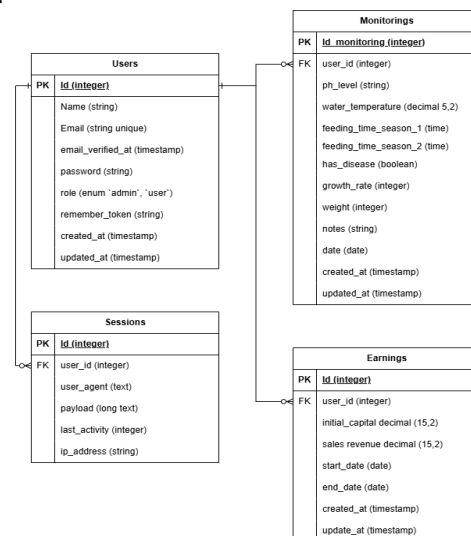 Users
PK Id (integer)
Name (string)
Email (string unique)
email_verified_at (timestamp)
password (string)
role (enum `admin`, `user`)
remember_token (string)
created_at (timestamp)
updated_at (timestamp)
Sessions
PK Id (integer)
FK user_id (integer)
user_agent (text)
payload (long text)
last_activity (integer)
ip_address (string)
Monitorings
PK Id_monitoring (integer)
FK user_id (integer)
ph_level (string)
water_temperature (decimal 5,2)
feeding_time_season_1 (time)
feeding_time_season_2 (time)
has_disease (boolean)
growth_rate (integer)
weight (integer)
notes (string)
date (date)
created_at (timestamp)
updated_at (timestamp)
Earnings
PK Id (integer)
FK user_id (integer)
initial_capital decimal (15,2)
sales revenue decimal (15,2)
start_date (date)
end_date (date)
created_at (timestamp)
update_at (timestamp)